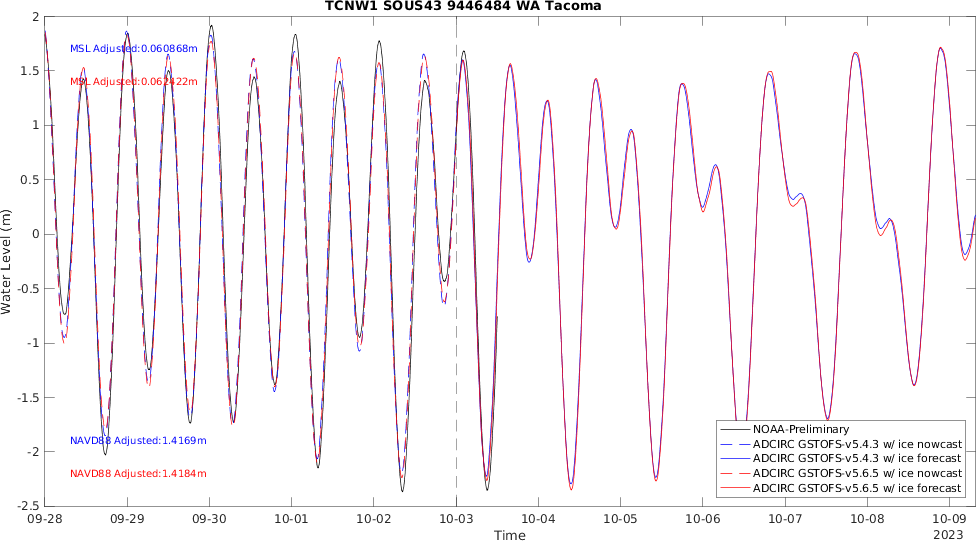 TCNW1 SOUS43 9446484 WA Tacoma
2
1.5
1
0.5
0
-0.5
-1
-1.5
-2
-2.5
Water Level (m)
MSL Adjusted:0.060868m
MSL Adjusted:0.062422m
NAVD88 Adjusted:1.4169m
NAVD88 Adjusted:1.4184m
NOAA-Preliminary
ADCIRC GSTOFS-v5.4.3 w/ ice nowcast
ADCIRC GSTOFS-v5.4.3 w/ ice forecast
ADCIRC GSTOFS-v5.6.5 w/ ice nowcast
ADCIRC GSTOFS-v5.6.5 w/ ice forecast
09-28 09-29 09-30 10-01 10-02 10-03 10-04 10-05 10-06 10-07 10-08 10-09
2023
Time